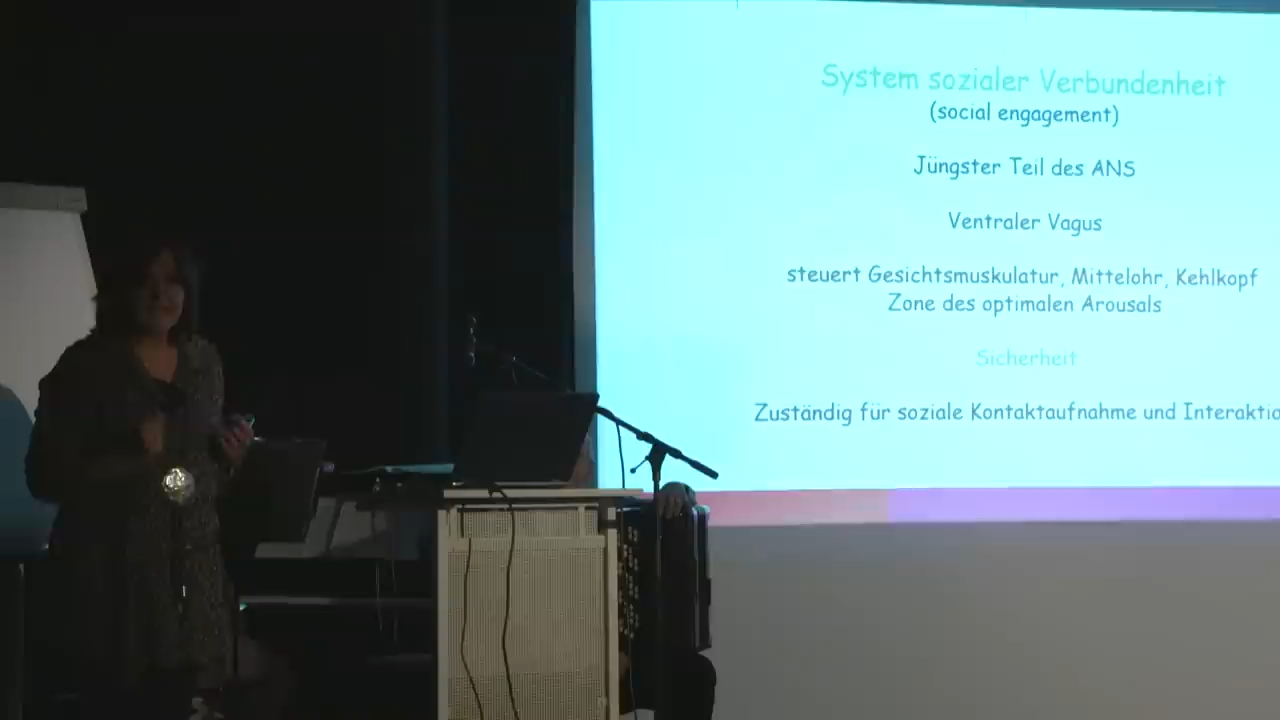 System sozialer Verbundenheit
(social engagement)
Jüngster Teil des ANS
Ventraler Vagus
steuert Gesichtsmuskulatur, Mittelohr, Kehlkopf
Zone des optimalen Arousals
Sicherheit
Zuständig für soziale Kontaktaufnahme und